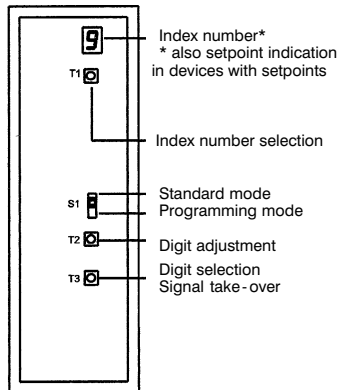 9
Index number*
* also setpoint indication
in devices with setpoints
T1
Index number selection
S1
Standard mode
Programming mode
T2
Digit adjustment
T3
Digit selection
Signal take-over